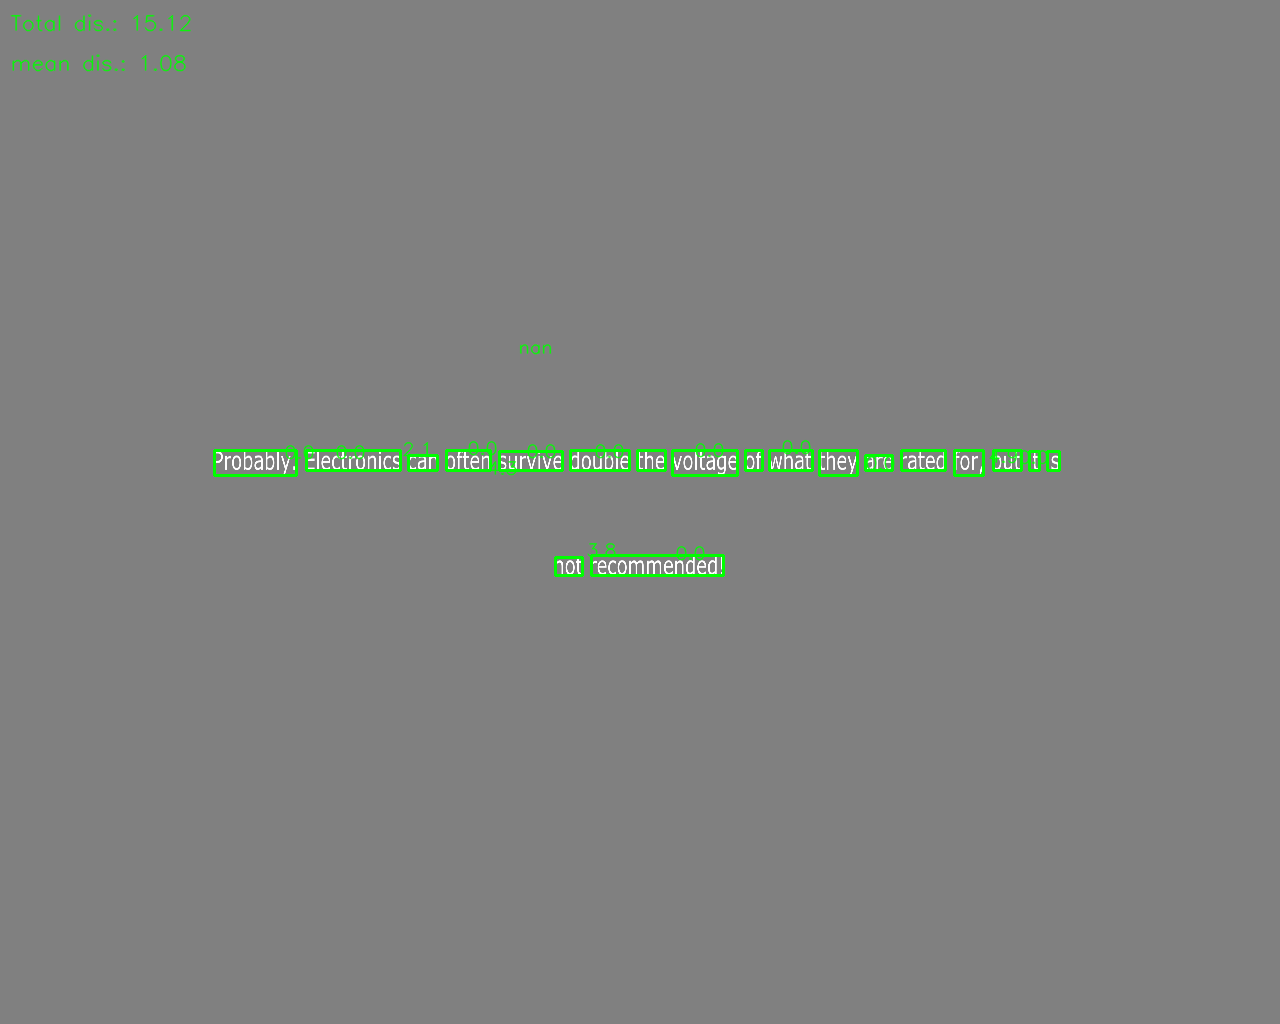 Total dis.: 15.12
mean dis.: 1.08
nan
Probably. Electronics can often survive double the voltage of what they are rated for, but it is
not recommended!